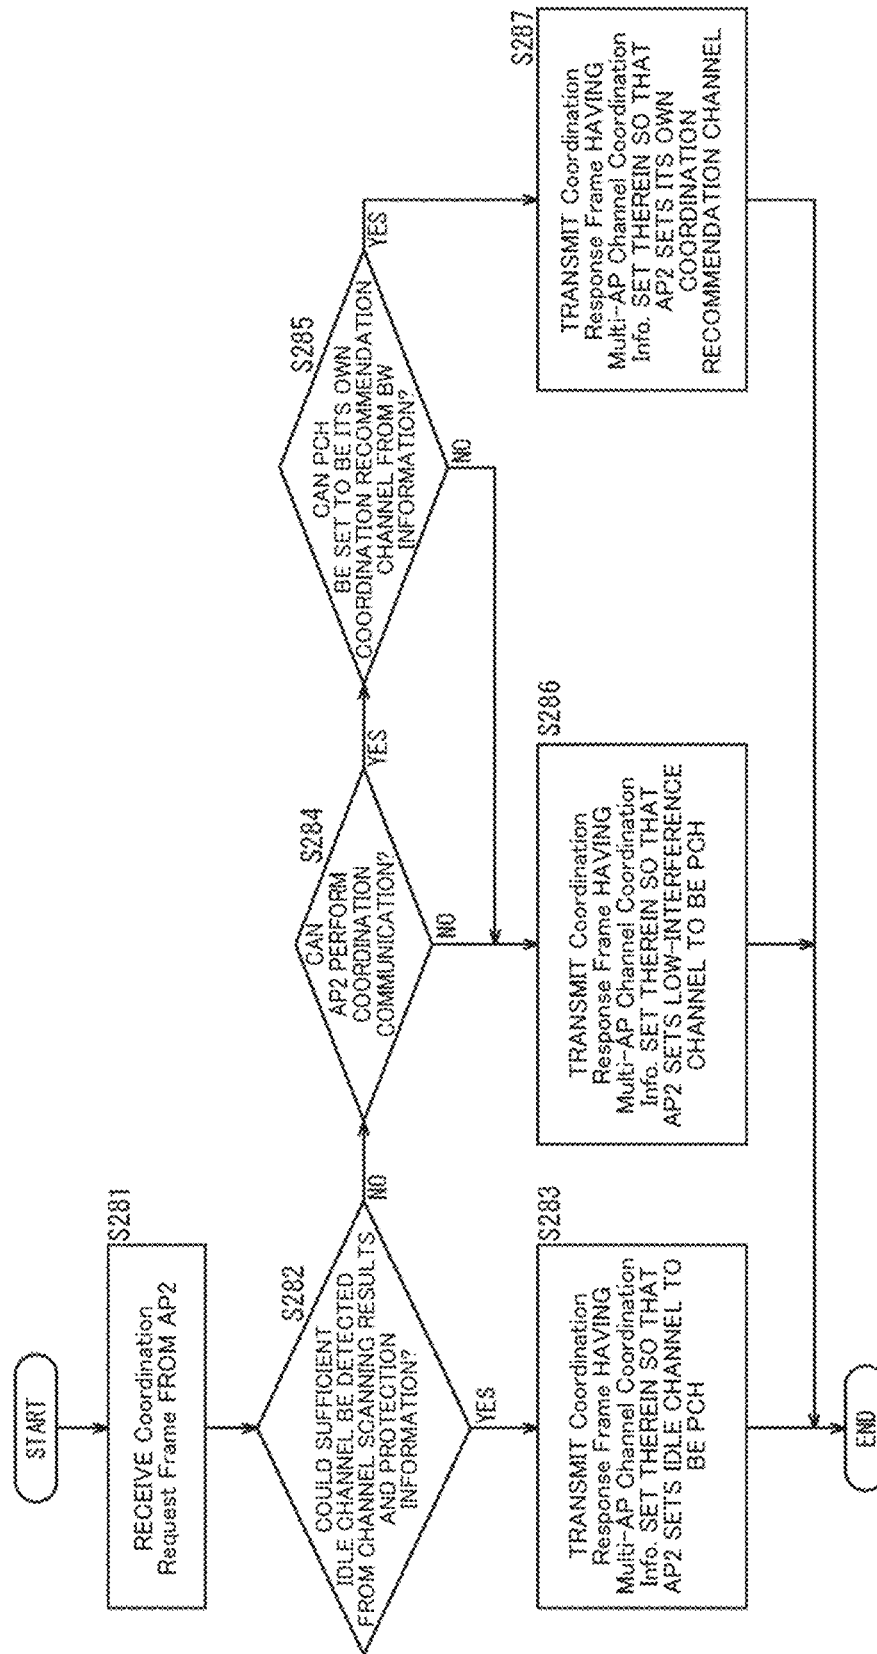 START
S281
RECEIVE Coordination
Request Frame FROM AP2
S282
COULD SUFFICIENT
IDLE CHANNEL BE DETECTED
FROM CHANNEL SCANNING RESULTS
AND PROTECTION
INFORMATION?
NO
YES
S283
TRANSMIT Coordination
Response Frame HAVING
Multi-AP Channel Coordination
Info. SET THEREIN SO THAT
AP2 SETS IDLE CHANNEL TO
BE PCH
S284
CAN
AP2 PERFORM
COORDINATION
COMMUNICATION?
YES
NO
S285
CAN PCH
BE SET TO BE ITS OWN
COORDINATION RECOMMENDATION
CHANNEL FROM BW
INFORMATION?
YES
NO
S286
TRANSMIT Coordination
Response Frame HAVING
Multi-AP Channel Coordination
Info. SET THEREIN SO THAT
AP2 SETS LOW-INTERFERENCE
CHANNEL TO BE PCH
S287
TRANSMIT Coordination
Response Frame HAVING
Multi-AP Channel Coordination
Info. SET THEREIN SO THAT
AP2 SETS ITS OWN
COORDINATION
RECOMMENDATION CHANNEL
END